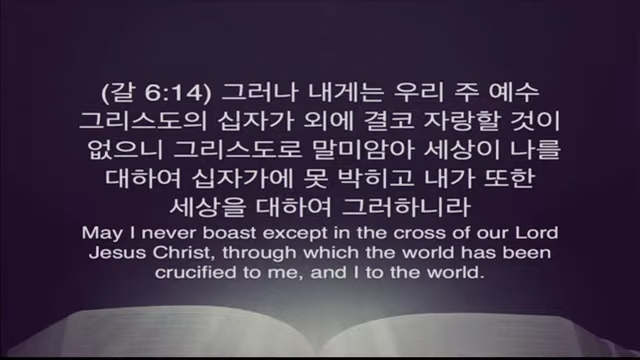 (갈 6:14) 그러나 내게는 우리 주 예수
그리스도의 십자가 외에 결코 자랑할 것이
없으니 그리스도로 말미암아 세상이 나를
대하여 십자가에 못 박히고 내가 또한
세상을 대하여 그러하니라
May I never boast except in the cross of our Lord
Jesus Christ, through which the world has been
crucified to me, and I to the world.